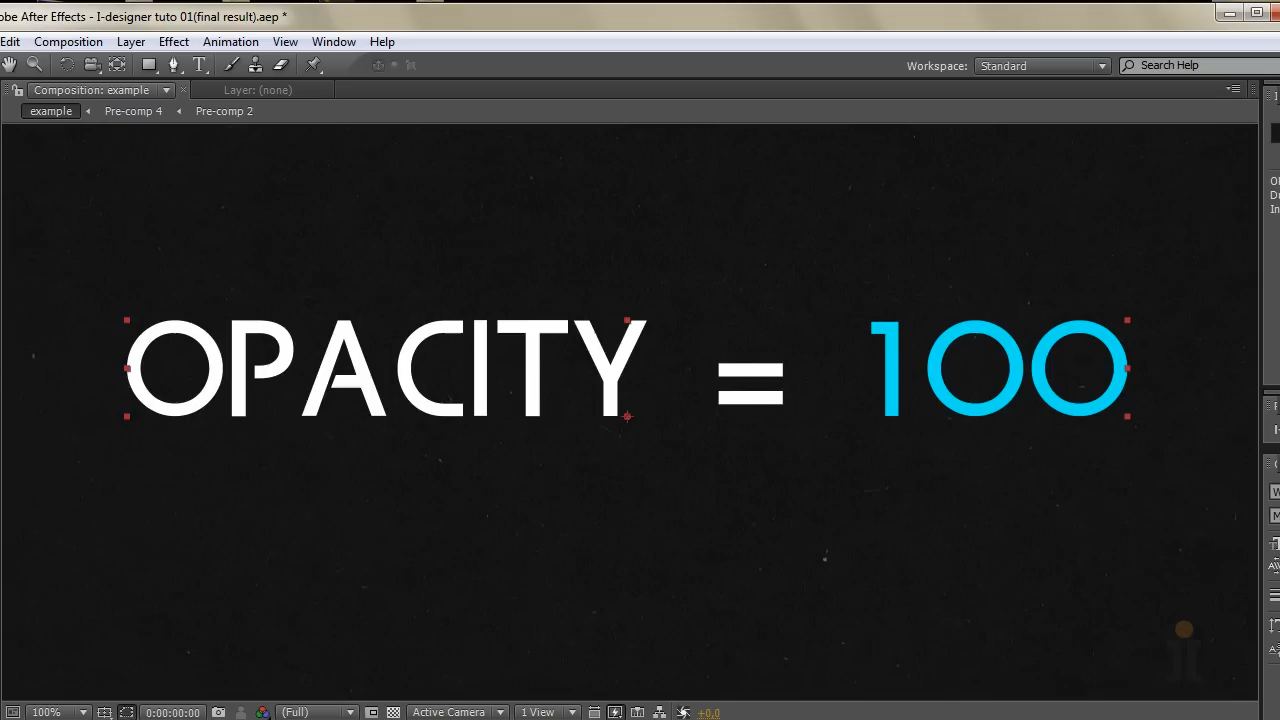 obe After Effects - I-designer tuto 01(final result).aep *
Edit Composition Layer Effect Animation View Window Help
T Workspace: Standard Search Help
Composition: example Layer: (none)
example Pre-comp 4 Pre-comp 2
OPACITY = 100
100% 0:00:00:00 (Full) Active Camera 1 View +0,0